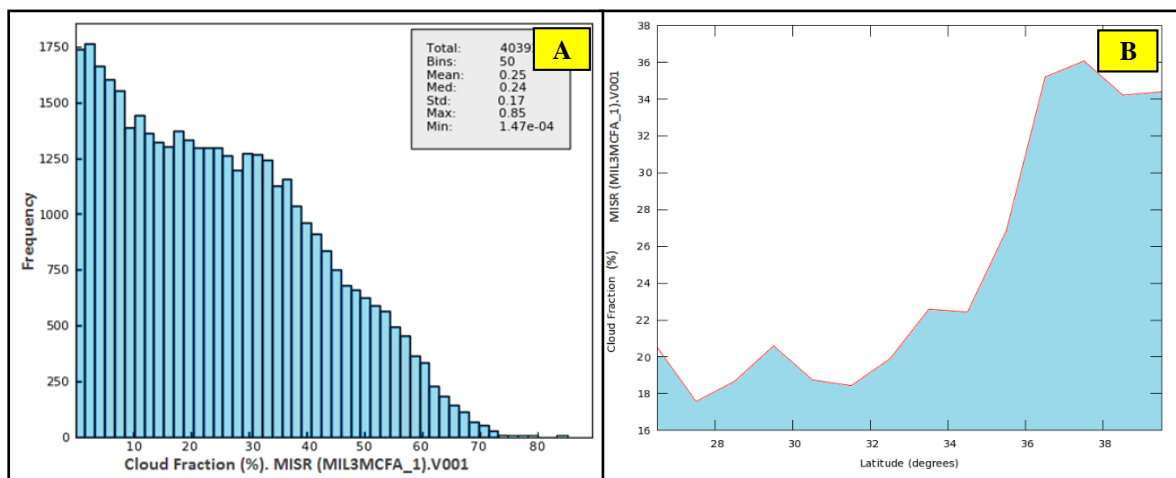 A
Total: 4039
Bins: 50
Mean: 0.25
Med: 0.24
Std: 0.17
Max: 0.85
Min: 1.47e-04
1750
1500
1250
1000
750
500
250
0
Frequency
10 20 30 40 50 60 70 80
Cloud Fraction (%). MISR (MIL3MCFA_1).V001
B
38
36
34
32
30
28
26
24
22
20
18
16
Cloud Fraction (%) MISR (MIL3MCFA_1).V001
28 30 32 34 36 38
Latitude (degrees)